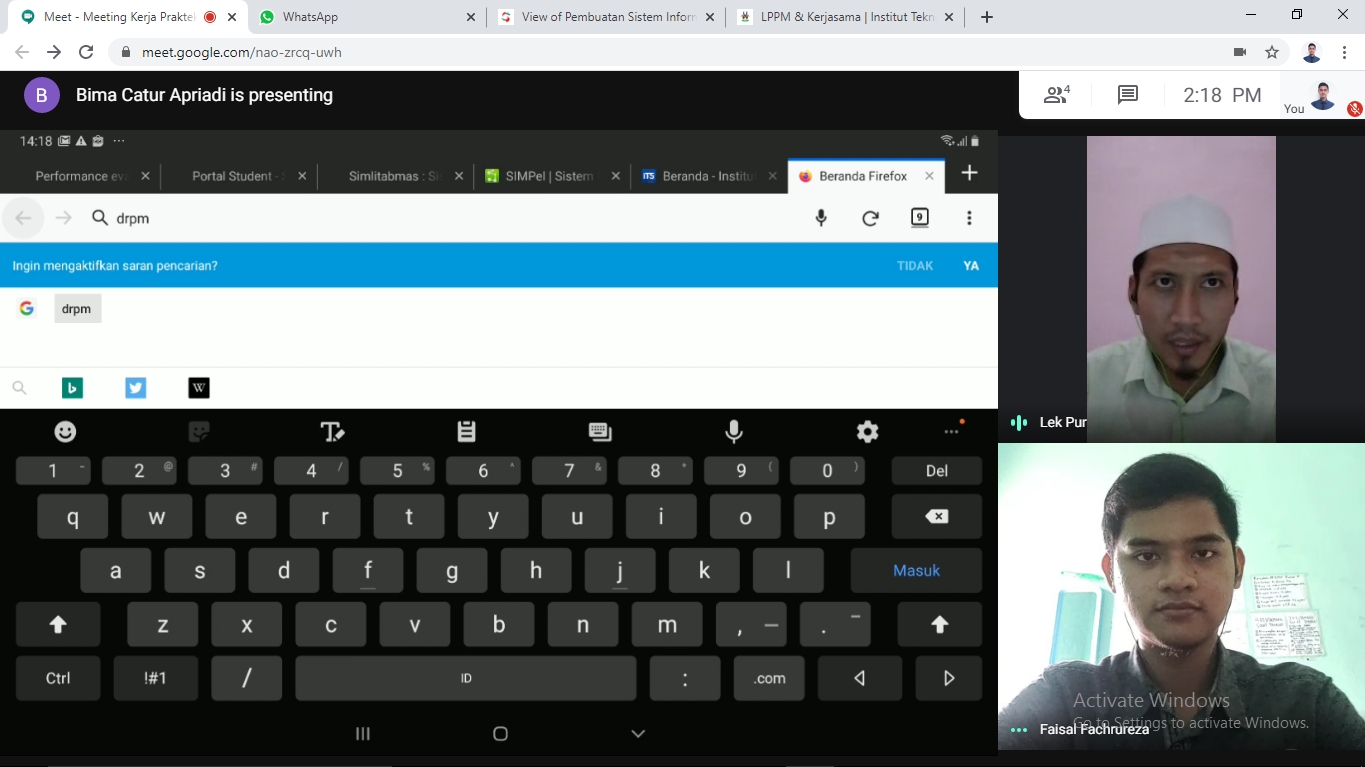 Meet - Meeting Kerja Praktek
WhatsApp
View of Pembuatan Sistem Inform
LPPM & Kerjasama | Institut Tekn
meet.google.com/nao-zrcq-uwh
B
Bima Catur Apriadi is presenting
4
2:18 PM
You
14:18
Performance eva
Portal Student - S
Simlitabmas : Sis
SIMPel | Sistem
ITS
Beranda - Institut
Beranda Firefox
drpm
9
Ingin mengaktifkan saran pencarian?
TIDAK
YA
G
drpm
b
W
1 - 2 @ 3 # 4 / 5 % 6 ^ 7 & 8 * 9 ( 0 ) Del
q w e r t y u i o p
a s d f g h j k l Masuk
z x c v b n m , — . –
Ctrl !#1 / ID : .com
Lek Pur
Activate Windows
Go to Settings to activate Windows.
Faisal Fachrureza